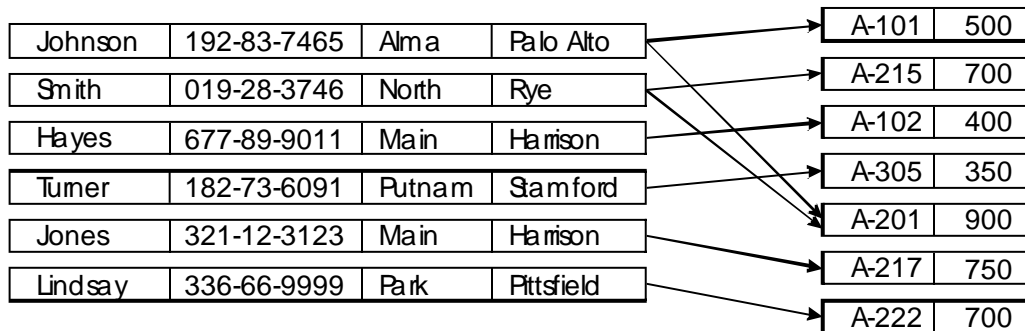 Johnson 192-83-7465 Alma Palo Alto
Smith 019-28-3746 North Rye
Hayes 677-89-9011 Main Harrison
Turner 182-73-6091 Putnam Stamford
Jones 321-12-3123 Main Harrison
Lindsay 336-66-9999 Park Pittsfield
A-101 500
A-215 700
A-102 400
A-305 350
A-201 900
A-217 750
A-222 700